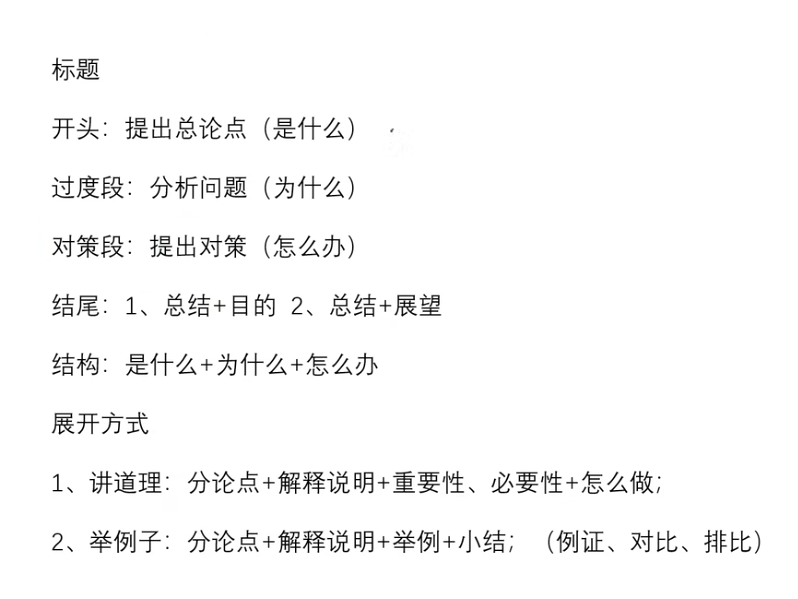 标题
开头：提出总论点（是什么）
过度段：分析问题（为什么）
对策段：提出对策（怎么办）
结尾：1、总结+目的 2、总结+展望
结构：是什么+为什么+怎么办
展开方式
1、讲道理：分论点+解释说明+重要性、必要性+怎么做；
2、举例子：分论点+解释说明+举例+小结；（例证、对比、排比）